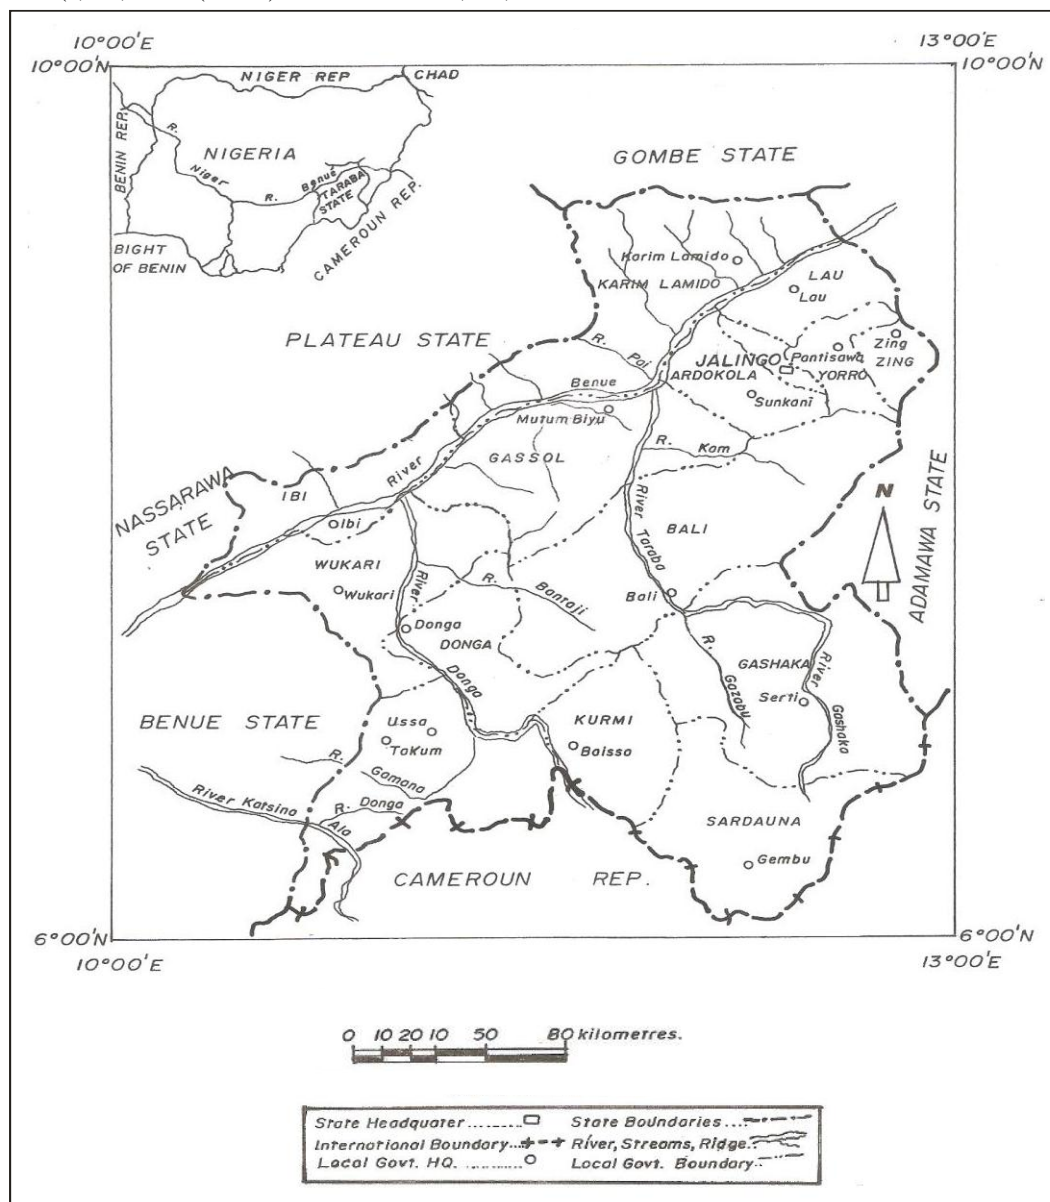 10°00'E
13°00'E
10°00'N
10°00'N
NIGER REP
CHAD
BENIN REP.
R.
Niger
NIGERIA
R.
Benué
TARABA
STATE
CAMEROUN REP.
BIGHT
OF BENIN
GOMBE STATE
Karim Lamido
KARIM LAMIDO
LAU
Lau
PLATEAU STATE
R. Pai
JALINGO
Pantisawa
Zing
ZING
YORRO
ARDOKOLA
Sunkani
Benue
Mutum Biyu
River
GASSOL
R. Kam
NASSARAWA
STATE
IBI
Ibi
River Taraba
BALI
N
ADAMAWA STATE
WUKARI
Wukari
River
R. Bantaji
Bali
Donga
DONGA
Donga
R. Gazabu
GASHAKA
River
Serti
Gashaka
BENUE STATE
Ussa
Takum
KURMI
Baissa
R. Gamana
River Katsina
R. Donga
Ala
SARDAUNA
Gembu
CAMEROUN REP.
6°00'N
6°00'N
10°00'E
13°00'E
0 10 20 10 50 80 kilometres.
State Headquater
State Boundaries
International Boundary
River, Streams, Ridge
Local Govt. HQ.
Local Govt. Boundary